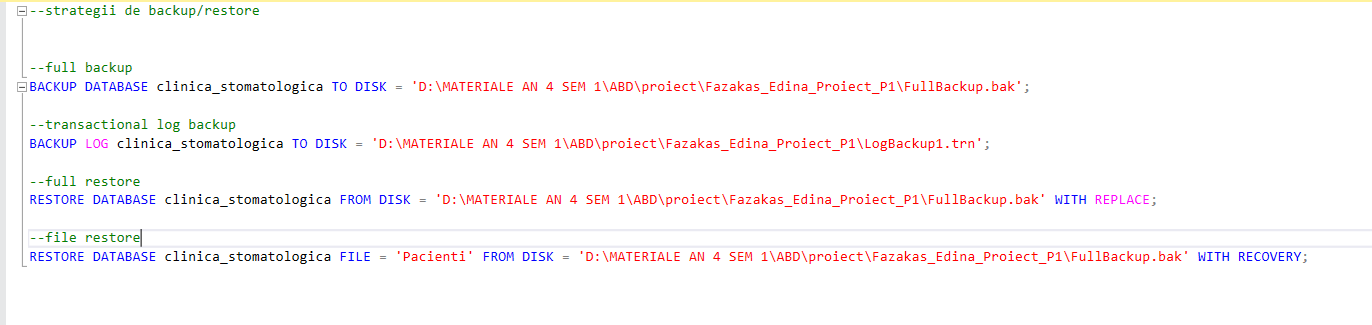 --strategii de backup/restore
--full backup
BACKUP DATABASE clinica_stomatologica TO DISK = 'D:\MATERIALE AN 4 SEM 1\ABD\proiect\Fazakas_Edina_Proiect_P1\FullBackup.bak';
--transactional log backup
BACKUP LOG clinica_stomatologica TO DISK = 'D:\MATERIALE AN 4 SEM 1\ABD\proiect\Fazakas_Edina_Proiect_P1\LogBackup1.trn';
--full restore
RESTORE DATABASE clinica_stomatologica FROM DISK = 'D:\MATERIALE AN 4 SEM 1\ABD\proiect\Fazakas_Edina_Proiect_P1\FullBackup.bak' WITH REPLACE;
--file restore
RESTORE DATABASE clinica_stomatologica FILE = 'Pacienti' FROM DISK = 'D:\MATERIALE AN 4 SEM 1\ABD\proiect\Fazakas_Edina_Proiect_P1\FullBackup.bak' WITH RECOVERY;